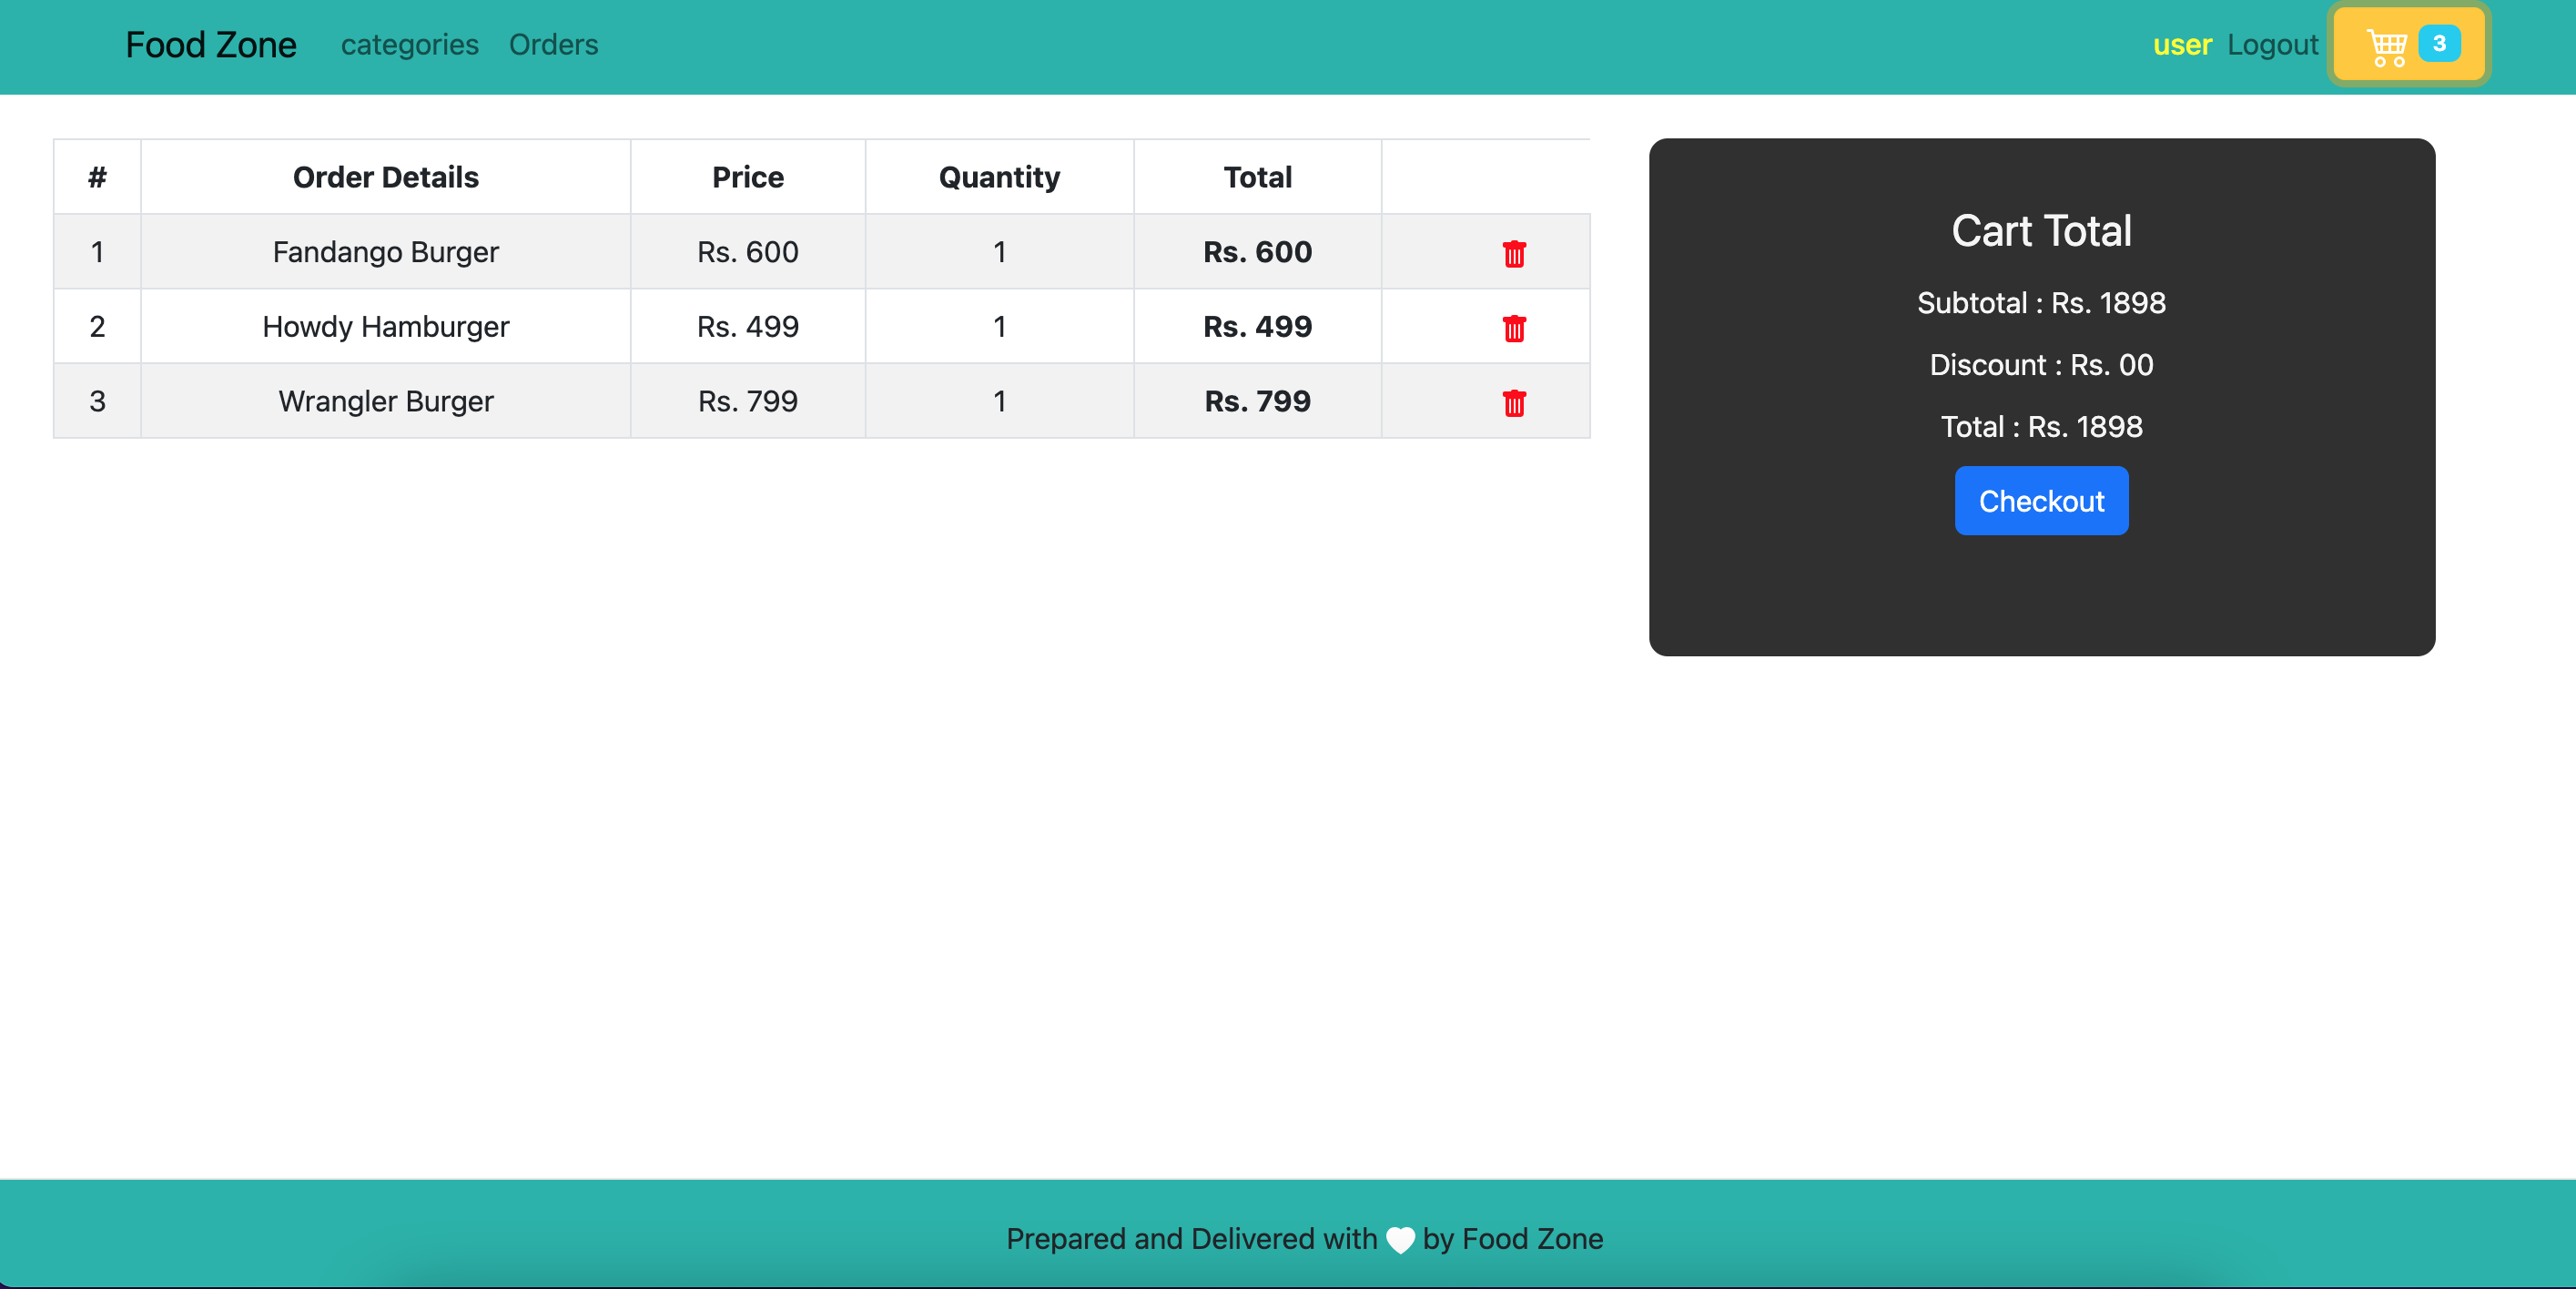 Food Zone categories Orders user Logout 3
# Order Details Price Quantity Total
1 Fandango Burger Rs. 600 1 Rs. 600
2 Howdy Hamburger Rs. 499 1 Rs. 499
3 Wrangler Burger Rs. 799 1 Rs. 799
Cart Total
Subtotal : Rs. 1898
Discount : Rs. 00
Total : Rs. 1898
Checkout
Prepared and Delivered with by Food Zone